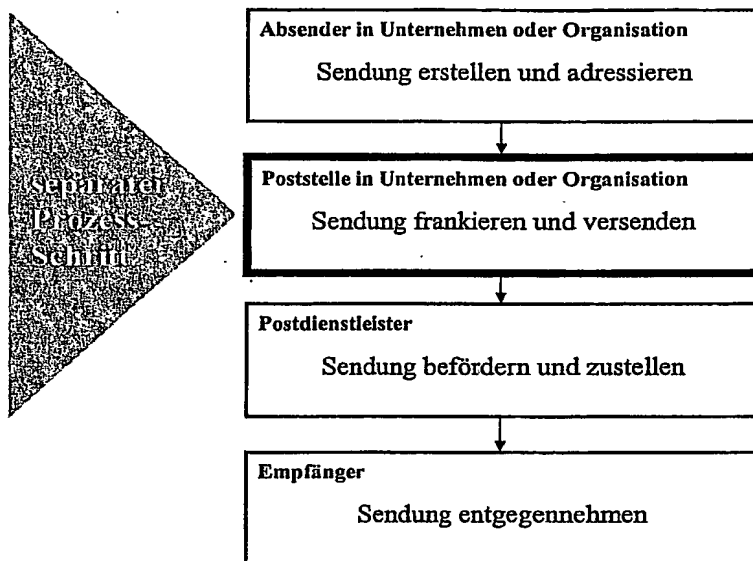 Absender in Unternehmen oder Organisation
Sendung erstellen und adressieren
separater
Prozess-
Schritt
Poststelle in Unternehmen oder Organisation
Sendung frankieren und versenden
Postdienstleister
Sendung befördern und zustellen
Empfänger
Sendung entgegennehmen